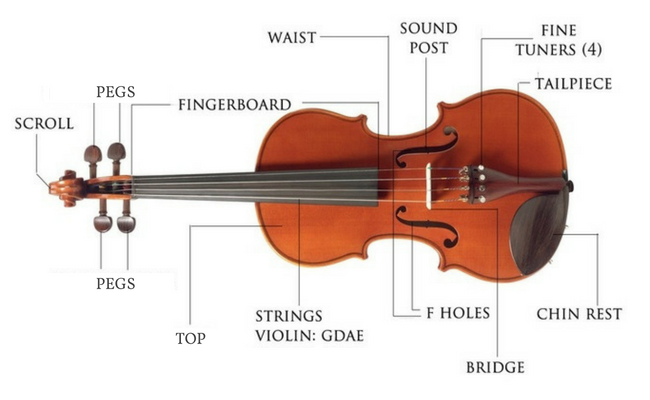 SOUND
POST
WAIST
FINE
TUNERS (4)
TAILPIECE
PEGS
FINGERBOARD
SCROLL
PEGS
STRINGS
VIOLIN: GDAE
F HOLES
CHIN REST
TOP
BRIDGE